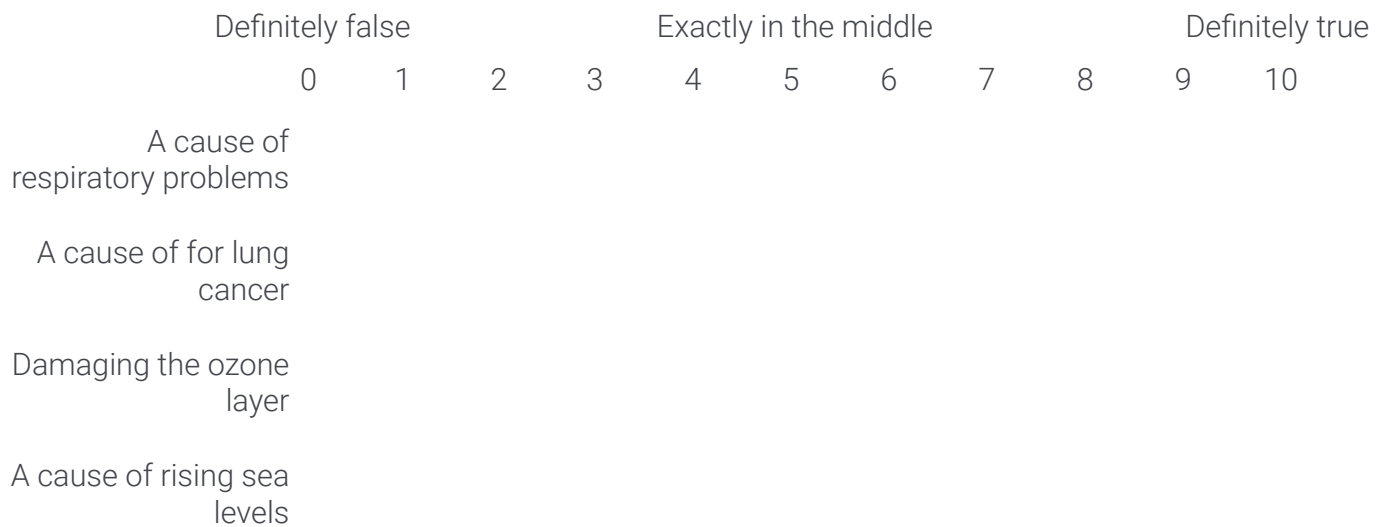 Definitely false Exactly in the middle Definitely true
0 1 2 3 4 5 6 7 8 9 10
A cause of
respiratory problems
A cause of for lung
cancer
Damaging the ozone
layer
A cause of rising sea
levels